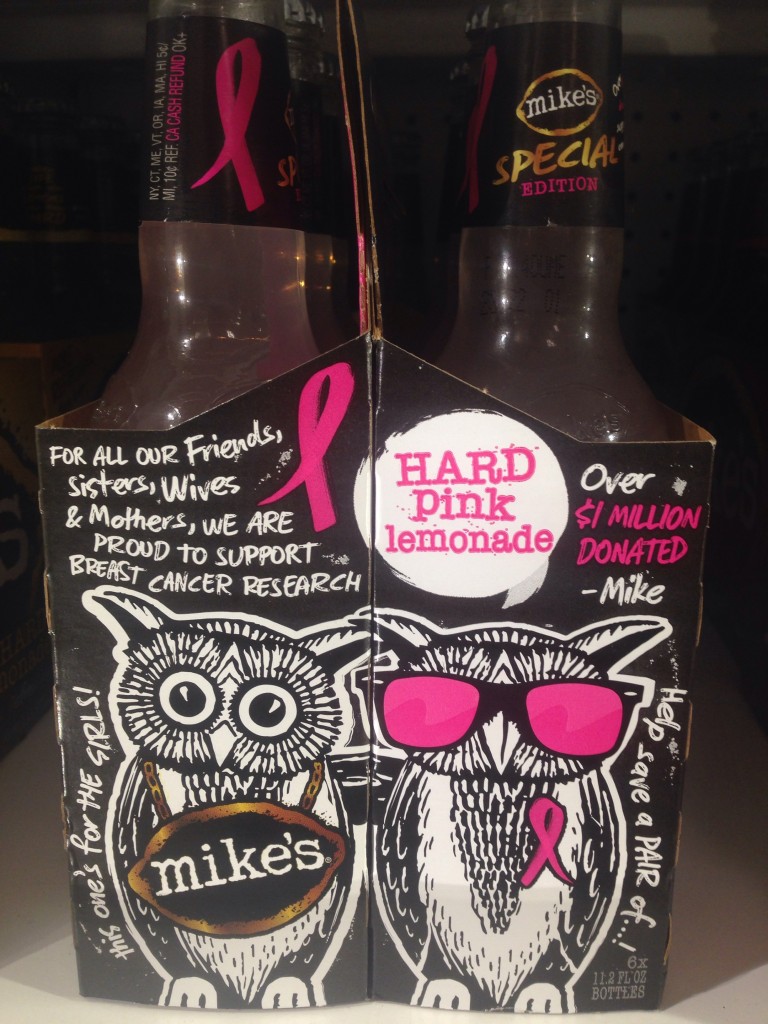 NY, CT, ME, VT, OR, IA, MA, HI 5¢/
MI, 10¢ REF. CA CASH REFUND OK+
SP
mike's
SPECIAL
EDITION
FOR ALL OUR Friends,
Sisters, Wives
& Mothers, WE ARE
PROUD TO SUPPORT
BREAST CANCER RESEARCH
HARD
pink
lemonade
Over
$1 MILLION
DONATED
-Mike
this one's for THE GIRLS!
mike's®
Help save a PAIR of...!
6x
11.2 FL OZ
BOTTLES